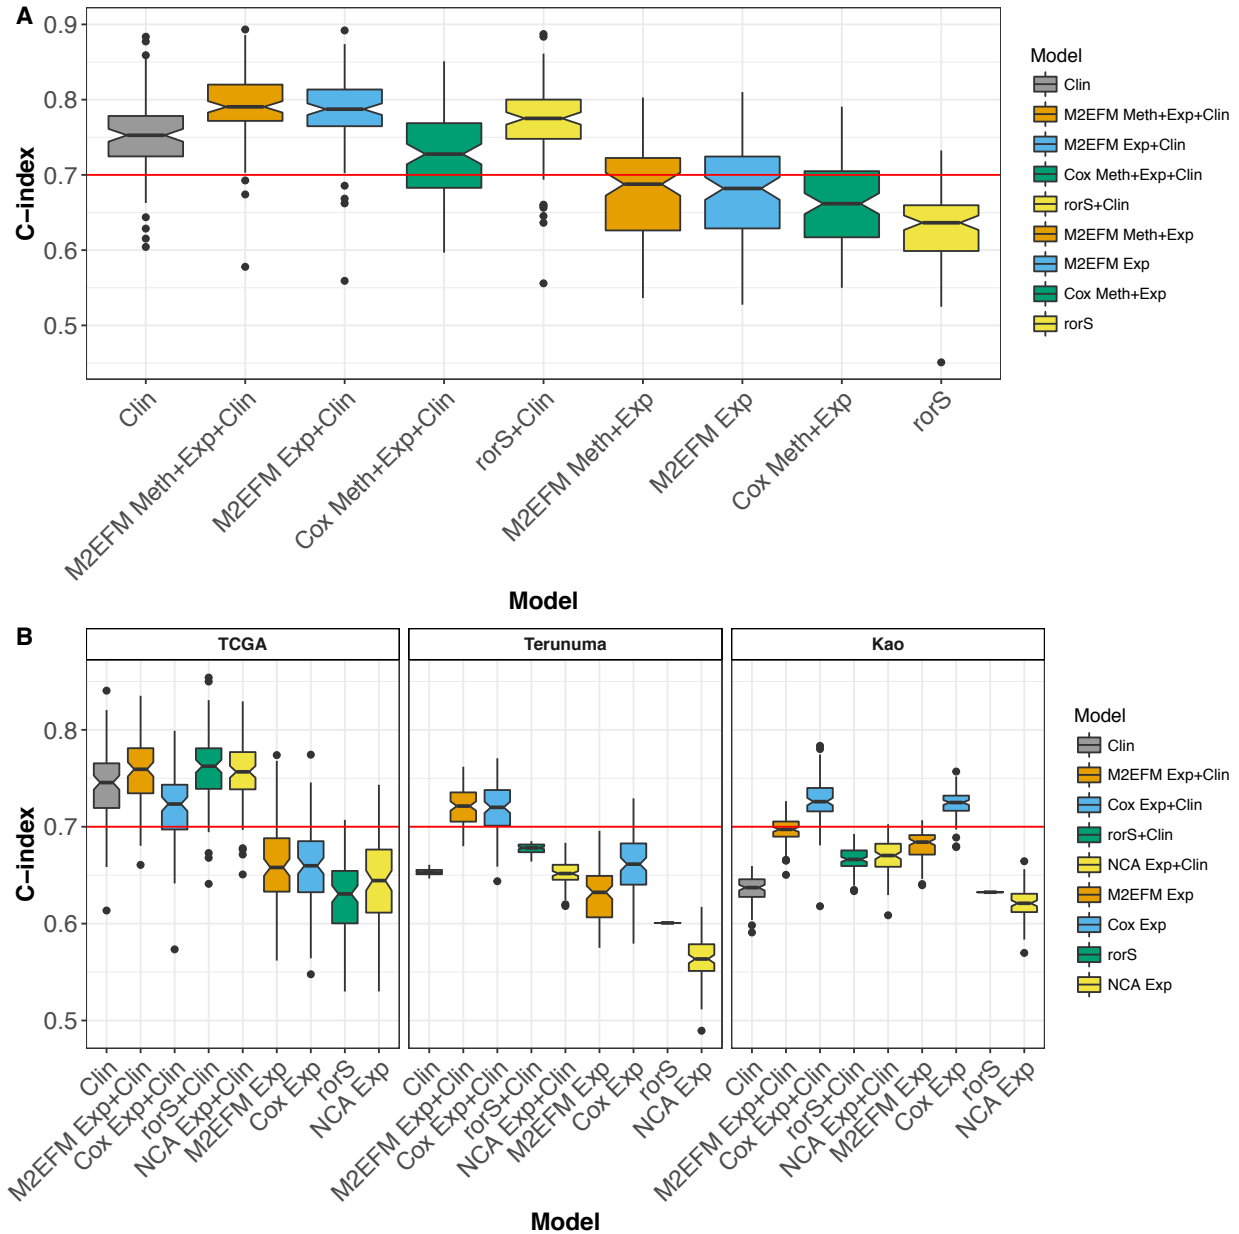 A
C-index
0.9
0.8
0.7
0.6
0.5
Clin
M2EFM Meth+Exp+Clin
M2EFM Exp+Clin
Cox Meth+Exp+Clin
rorS+Clin
M2EFM Meth+Exp
M2EFM Exp
Cox Meth+Exp
rorS
Model
Model
Clin
M2EFM Meth+Exp+Clin
M2EFM Exp+Clin
Cox Meth+Exp+Clin
rorS+Clin
M2EFM Meth+Exp
M2EFM Exp
Cox Meth+Exp
rorS
B
TCGA
Terunuma
Kao
C-index
0.8
0.7
0.6
0.5
Clin
M2EFM Exp+Clin
Cox Exp+Clin
rorS+Clin
NCA Exp+Clin
M2EFM Exp
Cox Exp
rorS
NCA Exp
Clin
M2EFM Exp+Clin
Cox Exp+Clin
rorS+Clin
NCA Exp+Clin
M2EFM Exp
Cox Exp
rorS
NCA Exp
Clin
M2EFM Exp+Clin
Cox Exp+Clin
rorS+Clin
NCA Exp+Clin
M2EFM Exp
Cox Exp
rorS
NCA Exp
Model
Model
Clin
M2EFM Exp+Clin
Cox Exp+Clin
rorS+Clin
NCA Exp+Clin
M2EFM Exp
Cox Exp
rorS
NCA Exp